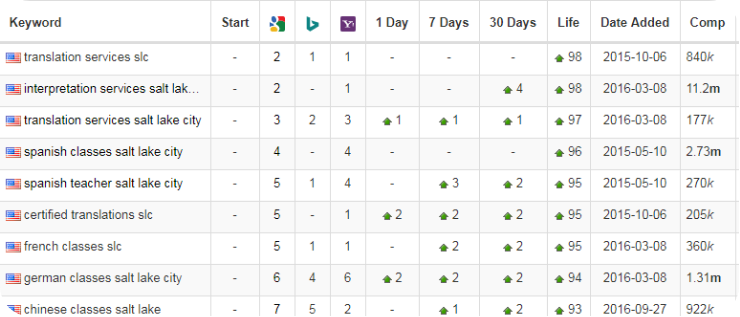 Keyword Start 1 Day 7 Days 30 Days Life Date Added Comp
translation services slc - 2 1 1 - - - 98 2015-10-06 840k
interpretation services salt lak... - 2 - 1 - - 4 98 2016-03-08 11.2m
translation services salt lake city - 3 2 3 1 1 1 97 2016-03-08 177k
spanish classes salt lake city - 4 - 4 - - - 96 2015-05-10 2.73m
spanish teacher salt lake city - 5 1 4 - 3 2 95 2015-05-10 270k
certified translations slc - 5 - 1 2 2 2 95 2015-10-06 205k
french classes slc - 5 1 1 - 2 2 95 2016-03-08 360k
german classes salt lake city - 6 4 6 2 2 2 94 2016-03-08 1.31m
chinese classes salt lake - 7 5 2 - 1 2 93 2016-09-27 922k